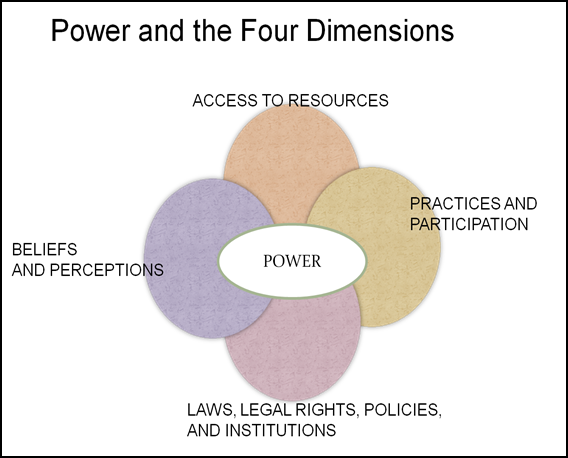 Power and the Four Dimensions
ACCESS TO RESOURCES
PRACTICES AND
PARTICIPATION
BELIEFS
AND PERCEPTIONS
POWER
LAWS, LEGAL RIGHTS, POLICIES,
AND INSTITUTIONS